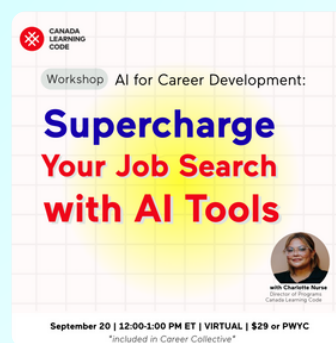 CANADA
LEARNING
CODE
Workshop AI for Career Development:
Supercharge
Your Job Search
with AI Tools
with Charlotte Nurse
Director of Programs
Canada Learning Code
September 20 | 12:00-1:00 PM ET | VIRTUAL | $29 or PWYC
*included in Career Collective*